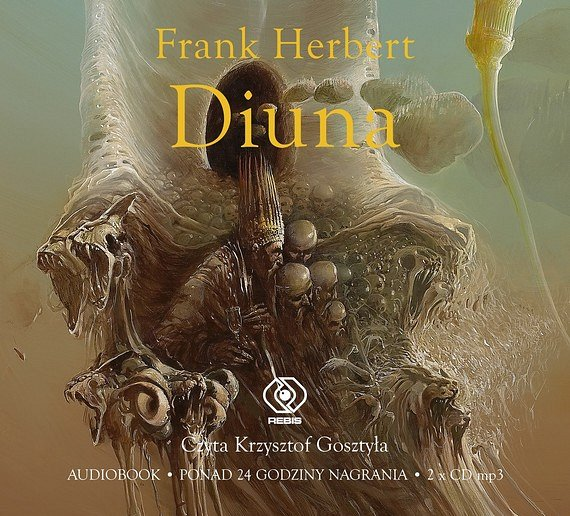 Frank Herbert
Diuna
REBIS
Czyta Krzysztof Gosztyła
AUDIOBOOK • PONAD 24 GODZINY NAGRANIA • 2 x CD mp3